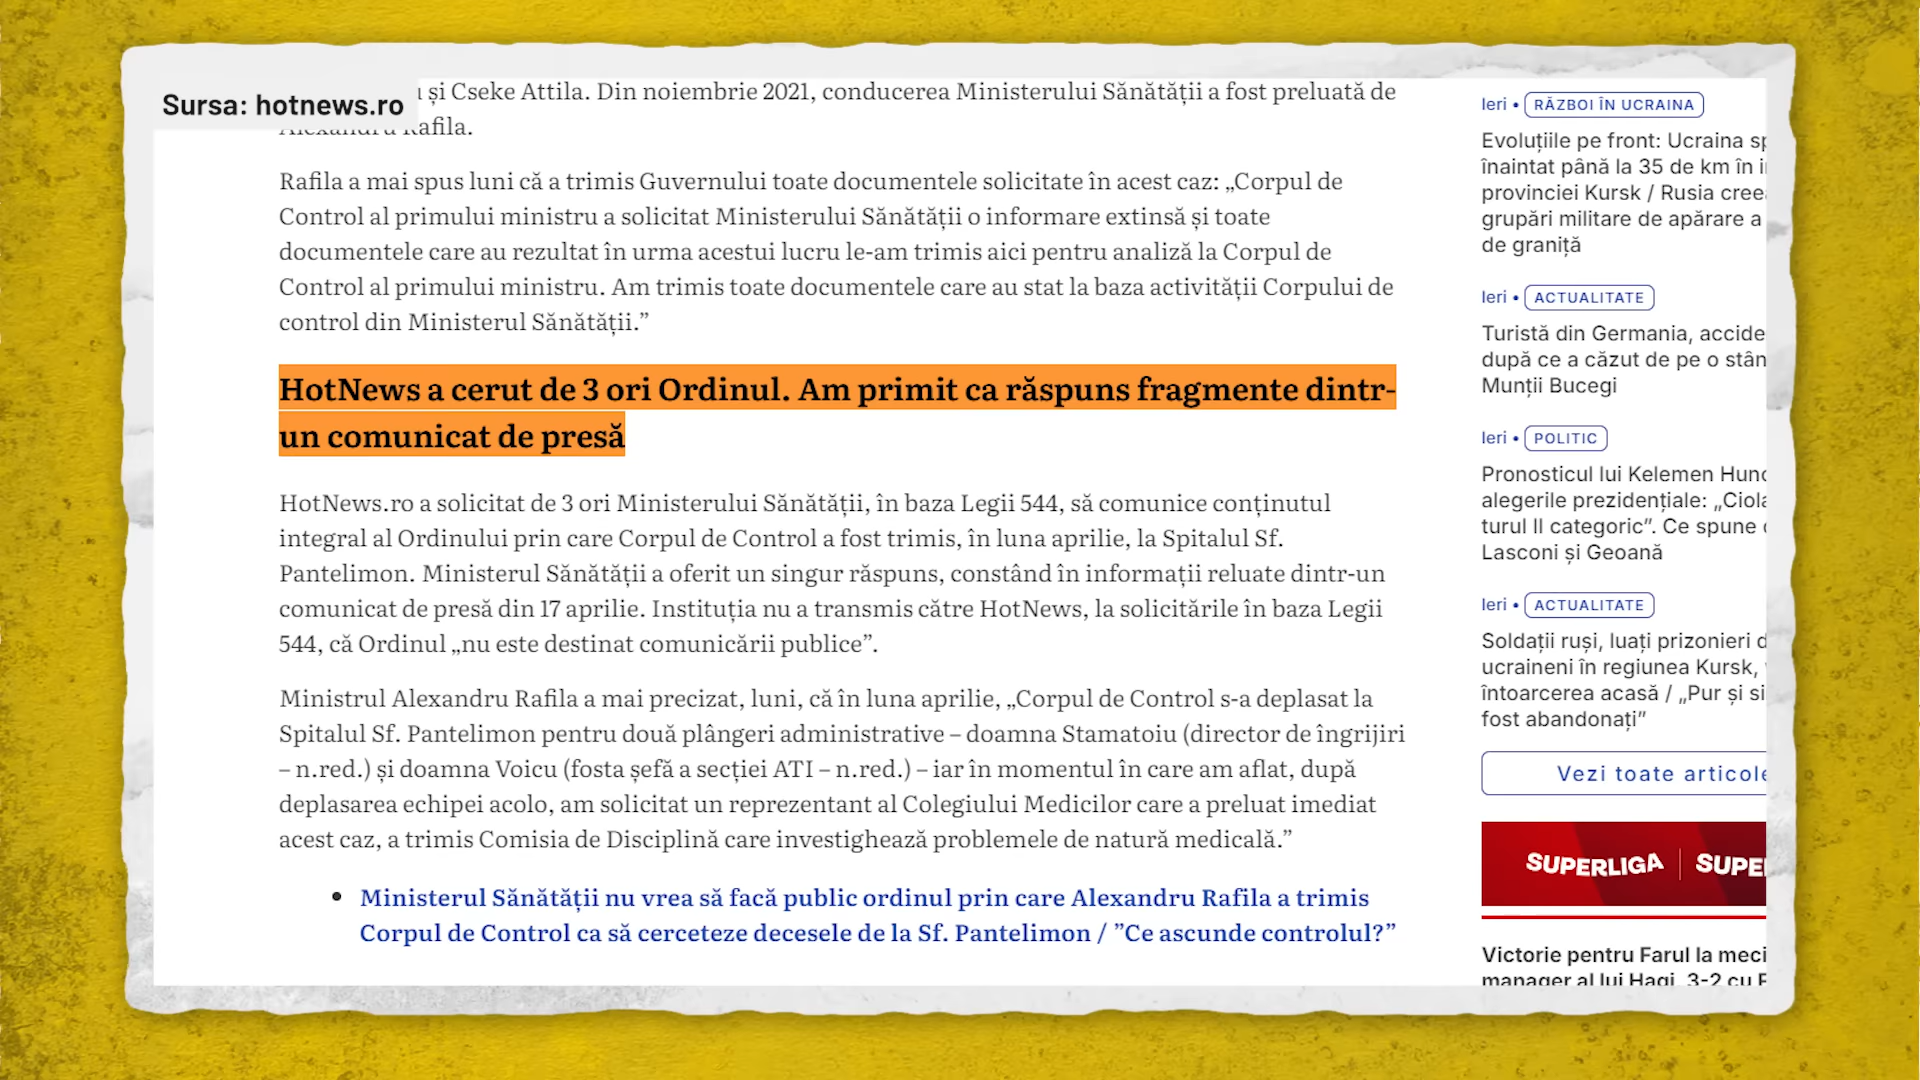 Sursa: hotnews.ro
și Cseke Attila. Din noiembrie 2021, conducerea Ministerului Sănătății a fost preluată de
Alexandru Rafila.
Rafila a mai spus luni că a trimis Guvernului toate documentele solicitate în acest caz: „Corpul de
Control al primului ministru a solicitat Ministerului Sănătății o informare extinsă și toate
documentele care au rezultat în urma acestui lucru le-am trimis aici pentru analiză la Corpul de
Control al primului ministru. Am trimis toate documentele care au stat la baza activității Corpului de
control din Ministerul Sănătății.”
HotNews a cerut de 3 ori Ordinul. Am primit ca răspuns fragmente dintr-
un comunicat de presă
HotNews.ro a solicitat de 3 ori Ministerului Sănătății, în baza Legii 544, să comunice conținutul
integral al Ordinului prin care Corpul de Control a fost trimis, în luna aprilie, la Spitalul Sf.
Pantelimon. Ministerul Sănătății a oferit un singur răspuns, constând în informații reluate dintr-un
comunicat de presă din 17 aprilie. Instituția nu a transmis către HotNews, la solicitările în baza Legii
544, că Ordinul „nu este destinat comunicării publice”.
Ministrul Alexandru Rafila a mai precizat, luni, că în luna aprilie, „Corpul de Control s-a deplasat la
Spitalul Sf. Pantelimon pentru două plângeri administrative – doamna Stamatoiu (director de îngrijiri
– n.red.) și doamna Voicu (fosta șefă a secției ATI – n.red.) – iar în momentul în care am aflat, după
deplasarea echipei acolo, am solicitat un reprezentant al Colegiului Medicilor care a preluat imediat
acest caz, a trimis Comisia de Disciplină care investighează problemele de natură medicală.”
• Ministerul Sănătății nu vrea să facă public ordinul prin care Alexandru Rafila a trimis
Corpul de Control ca să cerceteze decesele de la Sf. Pantelimon / ”Ce ascunde controlul?”
Ieri • RĂZBOI ÎN UCRAINA
Evoluțiile pe front: Ucraina
înaintat până la 35 de km în
provinciei Kursk / Rusia
grupări militare de apărare a
de graniță
Ieri • ACTUALITATE
Turistă din Germania,
după ce a căzut de pe o
Munții Bucegi
Ieri • POLITIC
Pronosticul lui Kelemen
alegerile prezidențiale:
turul II categoric”. Ce spune
Lasconi și Geoană
Ieri • ACTUALITATE
Soldații ruși, luați prizonieri
ucraineni în regiunea Kursk,
întoarcerea acasă / „Pur și
fost abandonați”
Vezi toate
SUPERLIGA
Victorie pentru Farul la
manager al lui Hagi, 3-2 cu